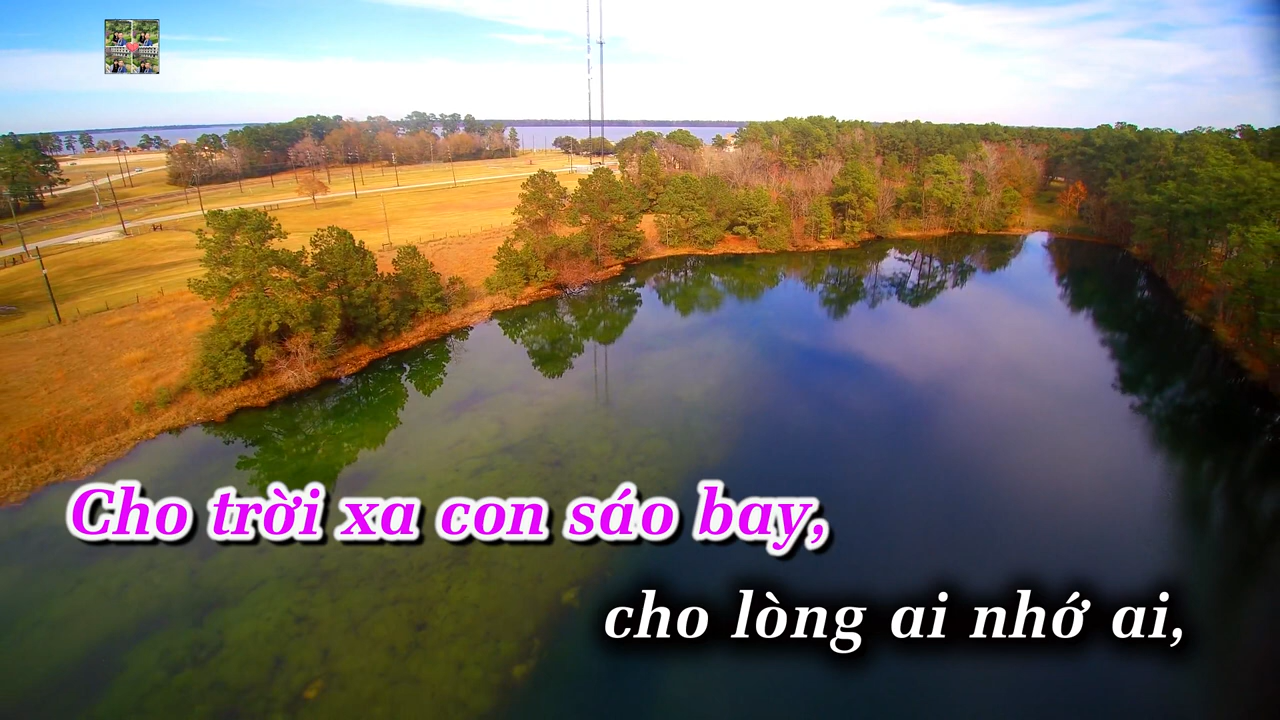 Cho trời xa con sáo bay,
cho lòng ai nhớ ai,